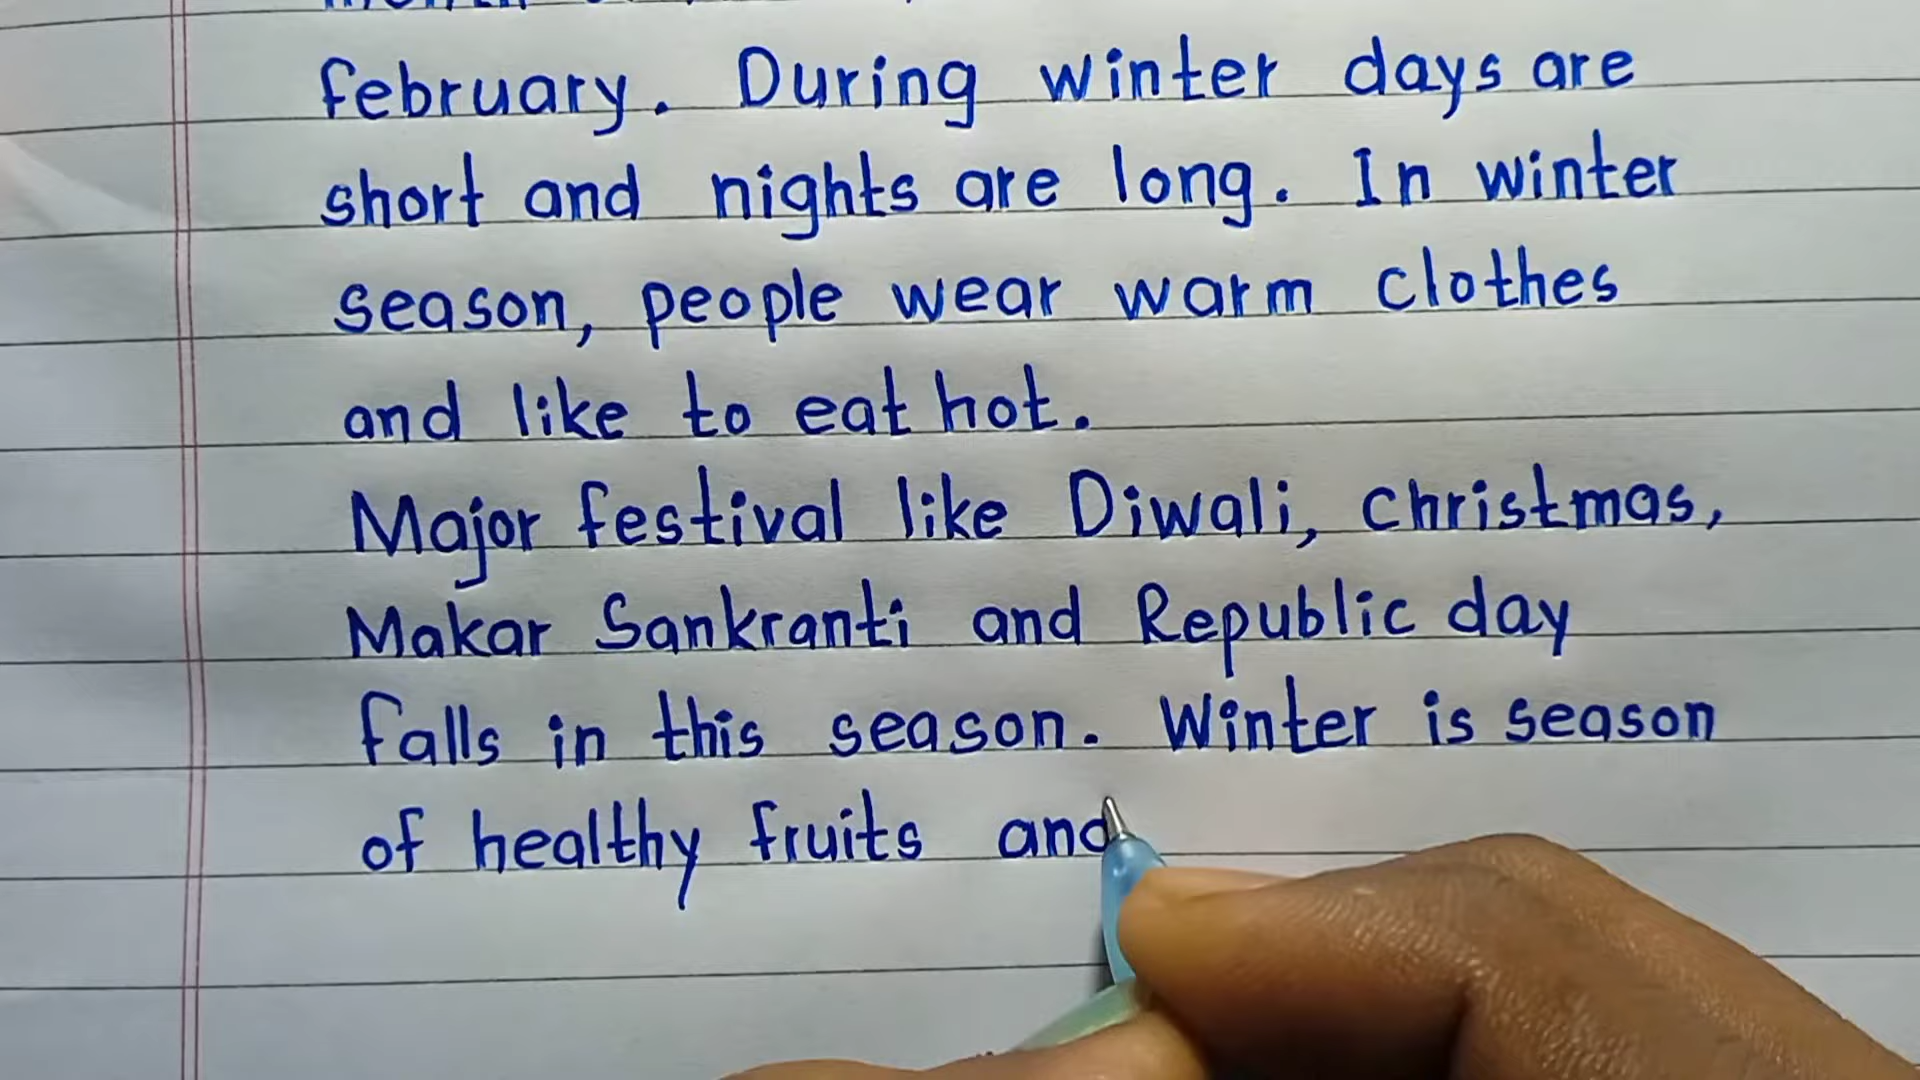 february. During winter days are
short and nights are long. In winter
season, people wear warm clothes
and like to eat hot.
Major festival like Diwali, christmas,
Makar Sankranti and Republic day
falls in this season. Winter is season
of healthy fruits and